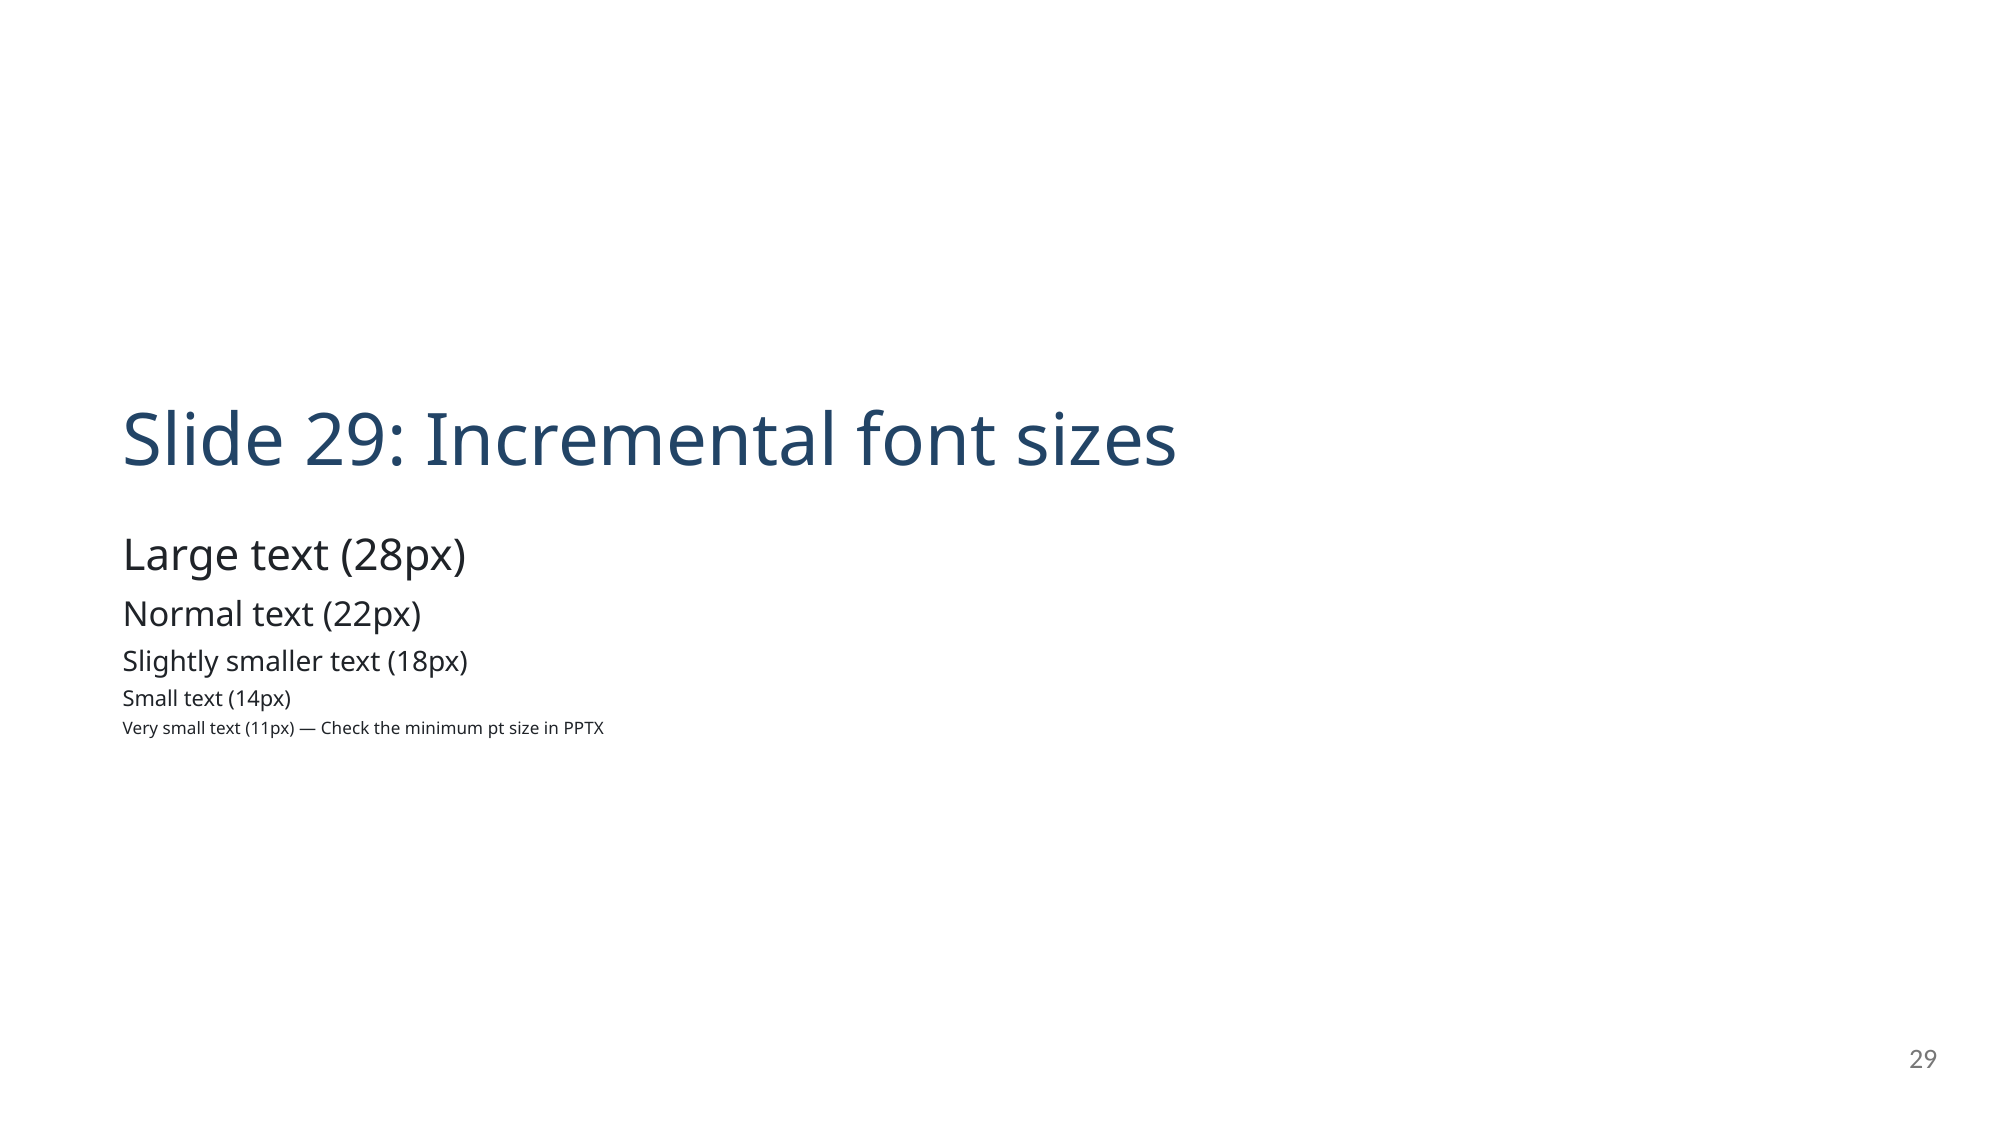 Slide 29: Incremental font sizes
Large text (28px)
Normal text (22px)
Slightly smaller text (18px)
Small text (14px)
Very small text (11px) — Check the minimum pt size in PPTX
29